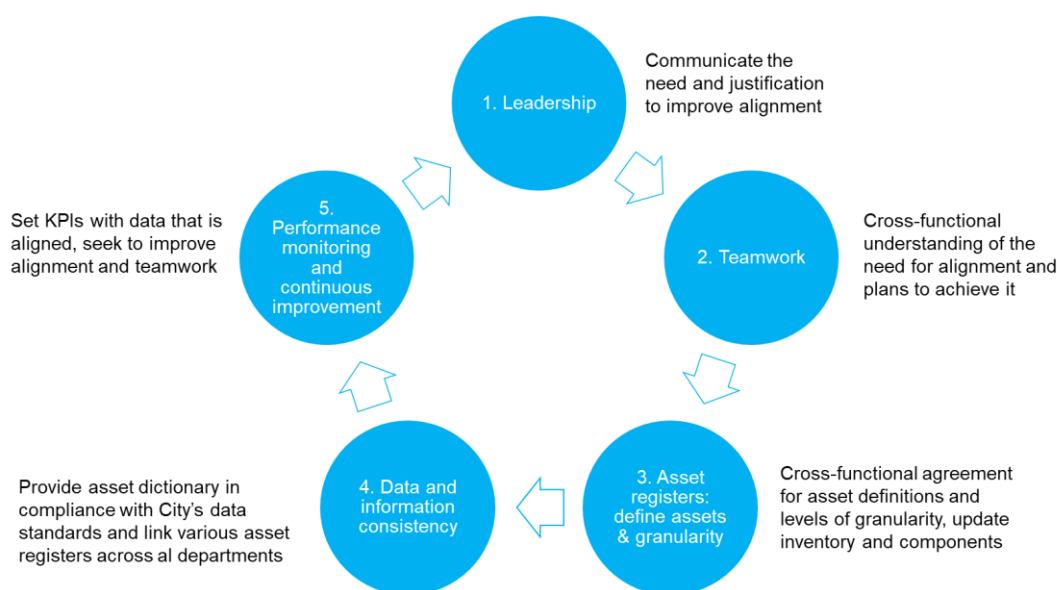 1. Leadership
Communicate the
need and justification
to improve alignment
2. Teamwork
Cross-functional
understanding of the
need for alignment and
plans to achieve it
3. Asset
registers:
define assets
& granularity
Cross-functional agreement
for asset definitions and
levels of granularity, update
inventory and components
4. Data and
information
consistency
Provide asset dictionary in
compliance with City’s data
standards and link various asset
registers across al departments
5.
Performance
monitoring
and
continuous
improvement
Set KPIs with data that is
aligned, seek to improve
alignment and teamwork